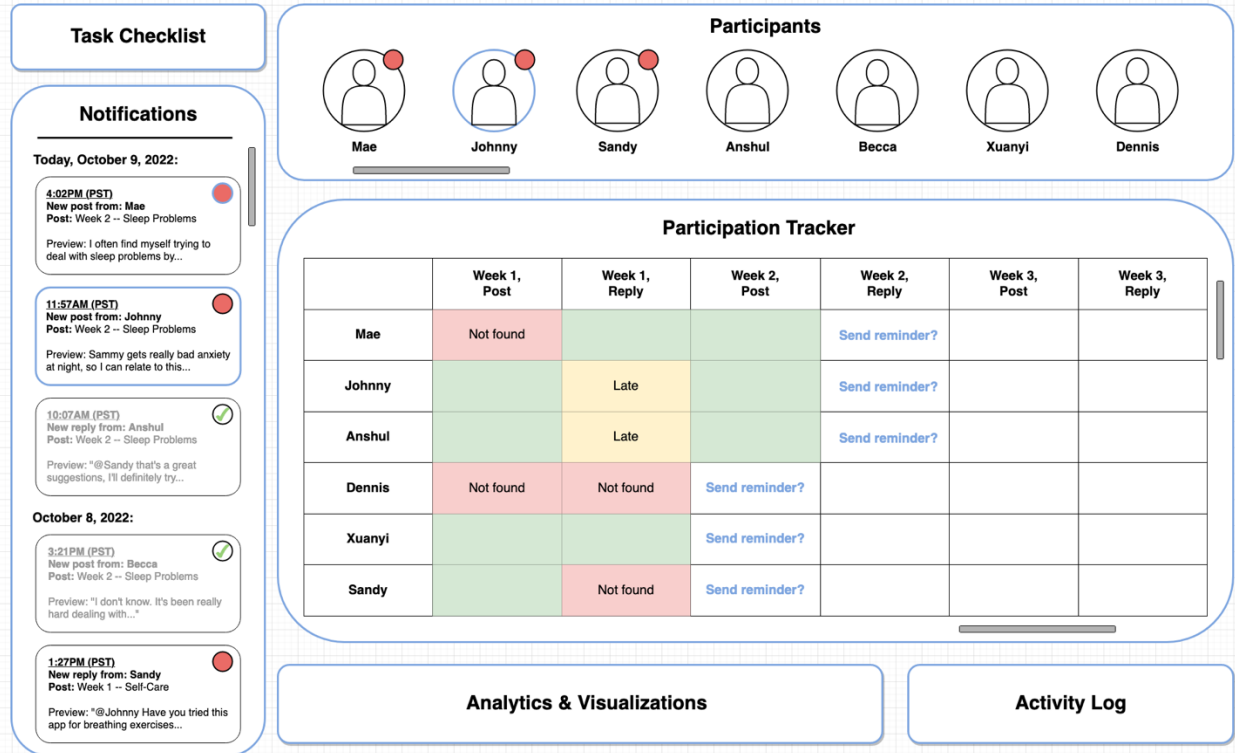 Task Checklist
Notifications
Today, October 9, 2022:
4:02PM (PST)
New post from: Mae
Post: Week 2 -- Sleep Problems
Preview: I often find myself trying to
deal with sleep problems by...
11:57AM (PST)
New post from: Johnny
Post: Week 2 -- Sleep Problems
Preview: Sammy gets really bad anxiety
at night, so I can relate to this...
10:07AM (PST)
New reply from: Anshul
Post: Week 2 -- Sleep Problems
Preview: "@Sandy that's a great
suggestions, I'll definitely try...
October 8, 2022:
3:21PM (PST)
New post from: Becca
Post: Week 2 -- Sleep Problems
Preview: "I don't know. It's been really
hard dealing with..."
1:27PM (PST)
New reply from: Sandy
Post: Week 1 -- Self-Care
Preview: "@Johnny Have you tried this
app for breathing exercises...
Participants
Mae Johnny Sandy Anshul Becca Xuanyi Dennis
Participation Tracker
Week 1, Week 1, Week 2, Week 2, Week 3, Week 3,
Post Reply Post Reply Post Reply
Mae Not found Send reminder?
Johnny Late Send reminder?
Anshul Late Send reminder?
Dennis Not found Not found Send reminder?
Xuanyi Send reminder?
Sandy Not found Send reminder?
Analytics & Visualizations
Activity Log